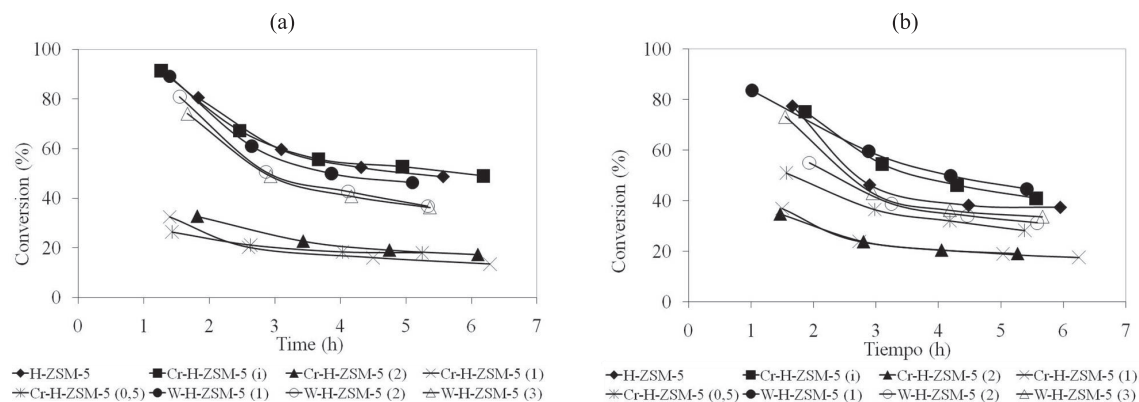 (a)
100
80
60
40
20
0
Conversion (%)
0 1 2 3 4 5 6 7
Time (h)
H-ZSM-5 Cr-H-ZSM-5 (i) Cr-H-ZSM-5 (2) Cr-H-ZSM-5 (1)
Cr-H-ZSM-5 (0,5) W-H-ZSM-5 (1) W-H-ZSM-5 (2) W-H-ZSM-5 (3)
(b)
100
80
60
40
20
0
Conversion (%)
0 1 2 3 4 5 6 7
Tiempo (h)
H-ZSM-5 Cr-H-ZSM-5 (i) Cr-H-ZSM-5 (2) Cr-H-ZSM-5 (1)
Cr-H-ZSM-5 (0,5) W-H-ZSM-5 (1) W-H-ZSM-5 (2) W-H-ZSM-5 (3)